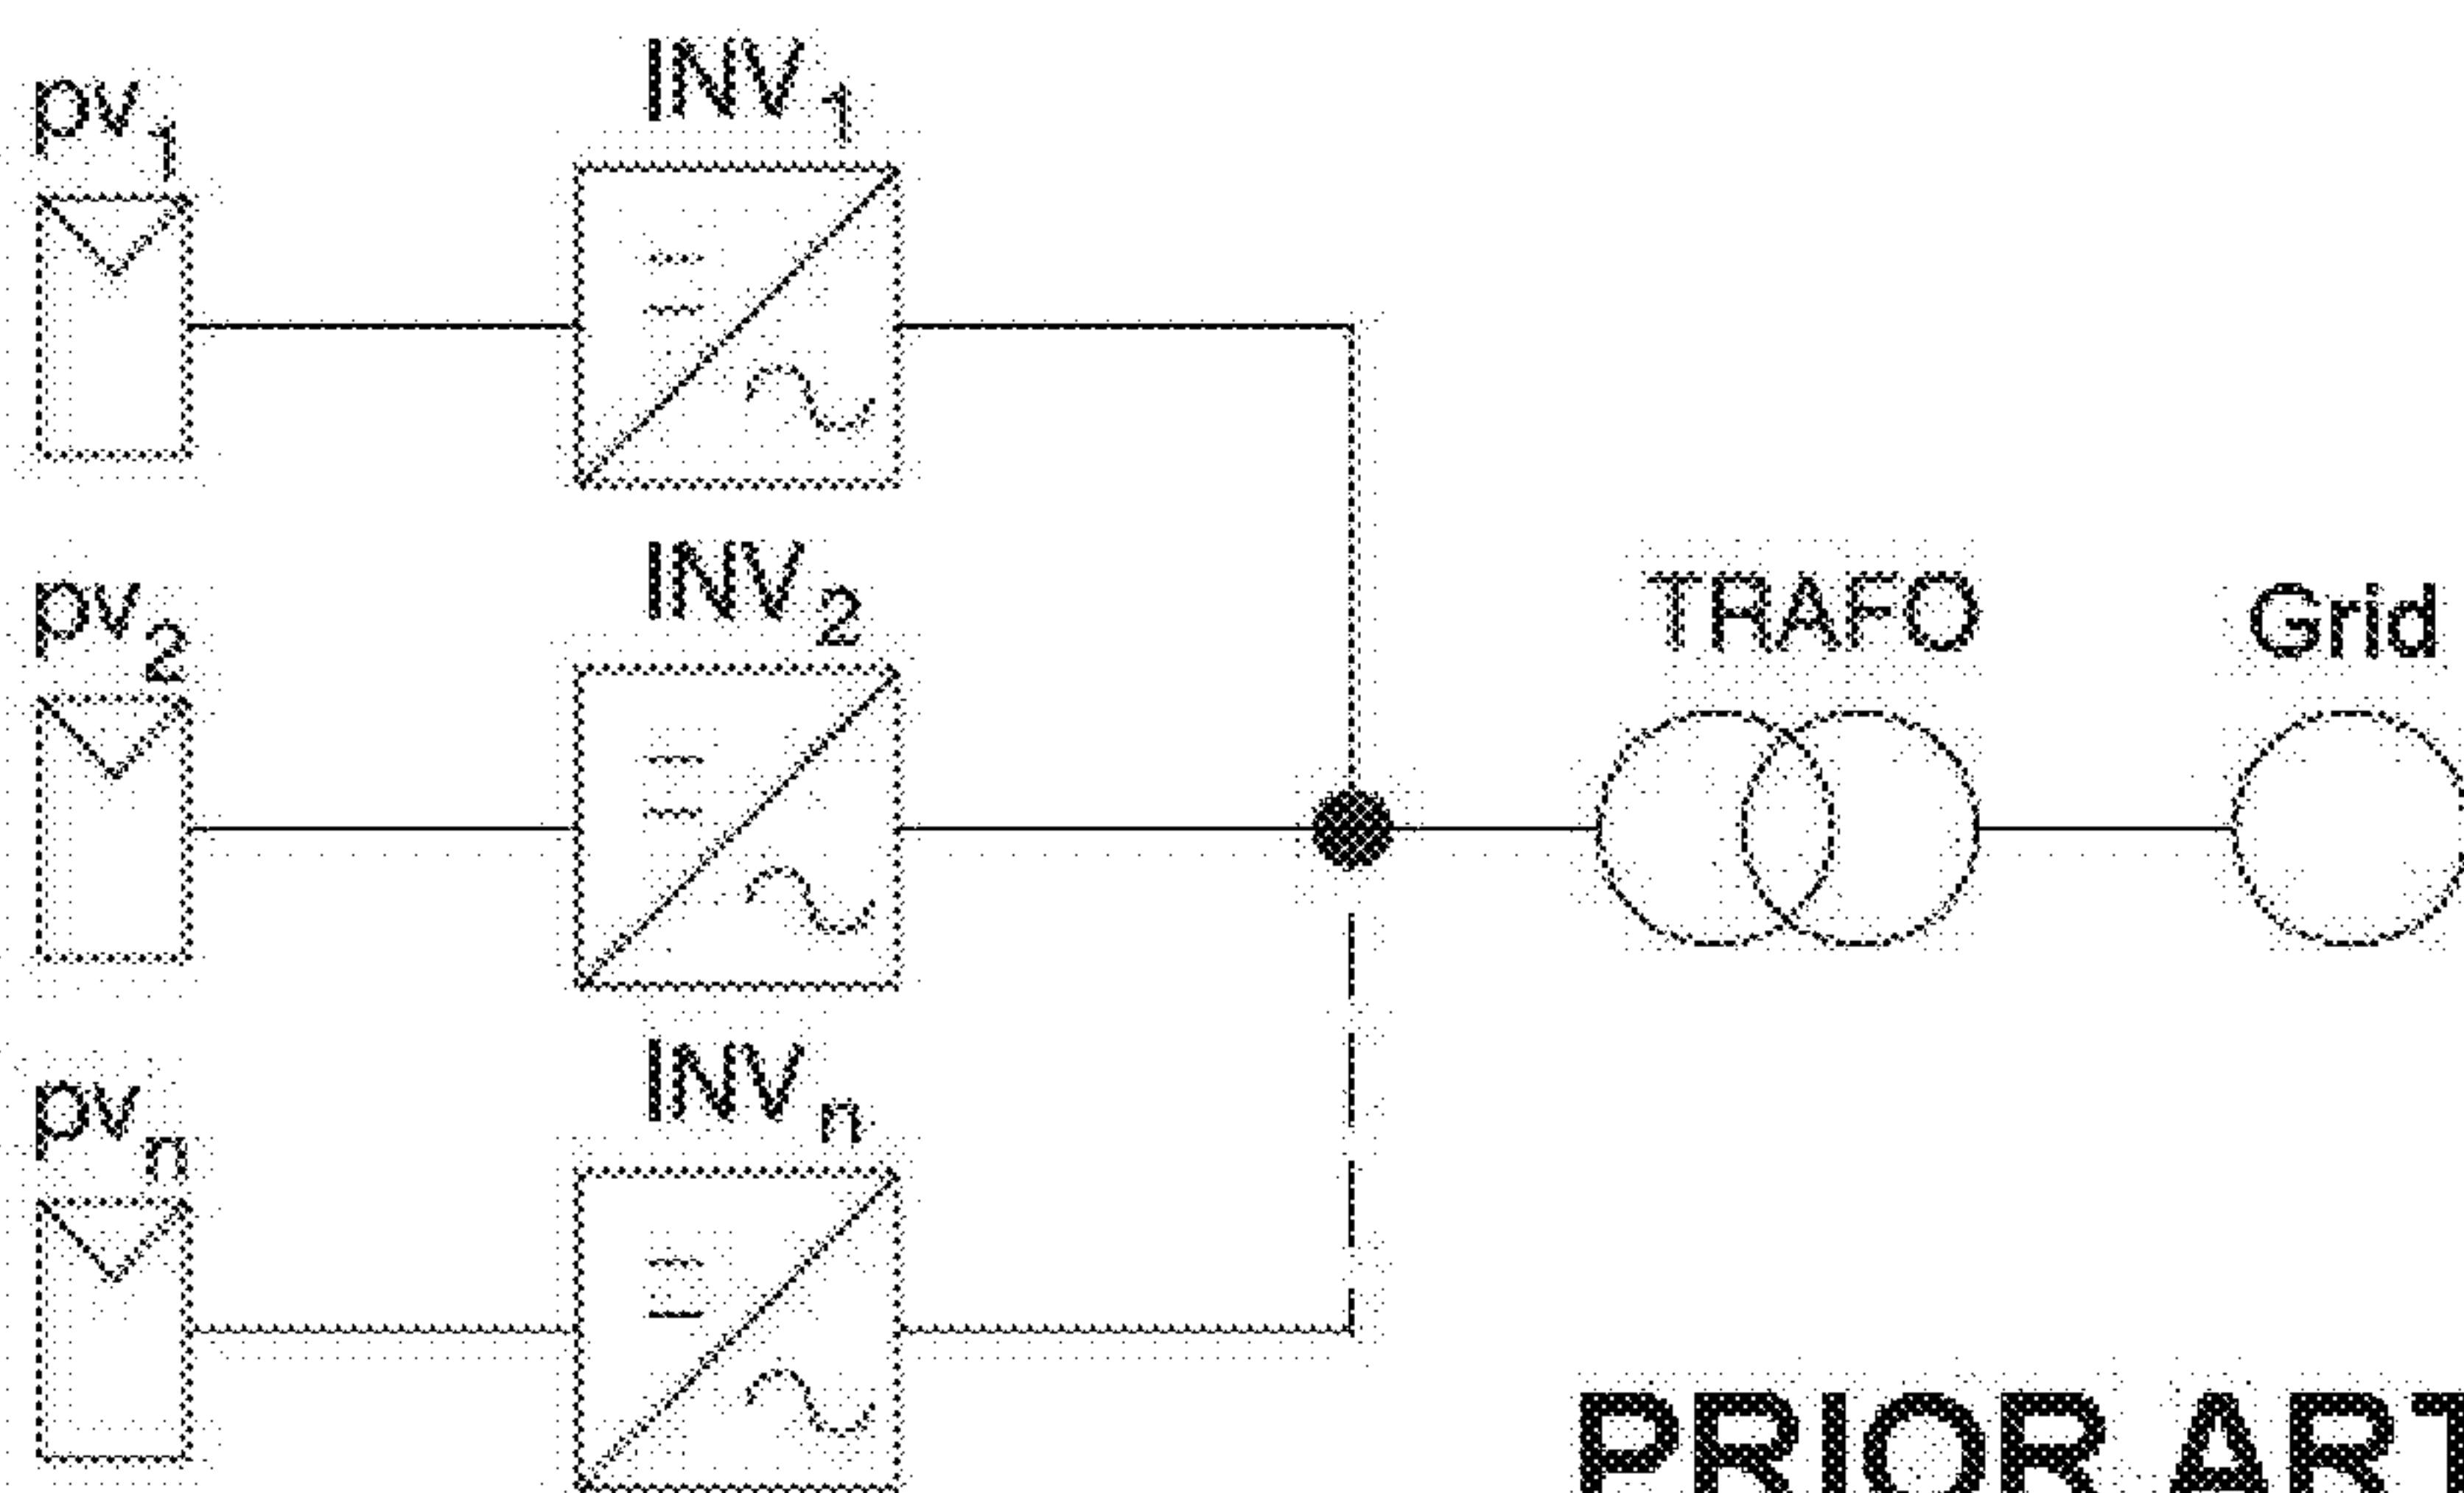 pv1
INV1
pv2
INV2
TRAFO
Grid
pvn
INVn
PRIOR ART